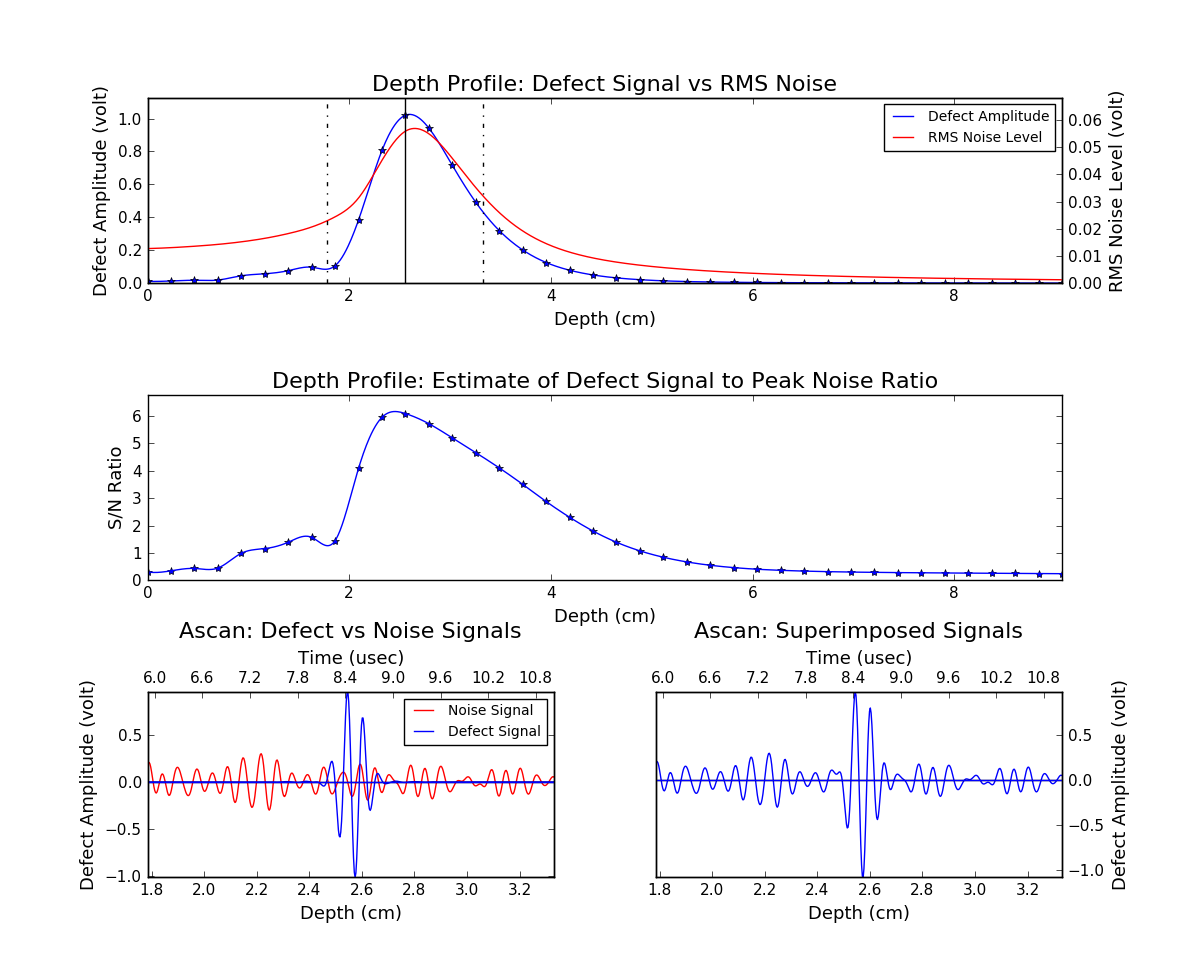 Depth Profile: Defect Signal vs RMS Noise
Defect Amplitude (volt)
1.0
0.8
0.6
0.4
0.2
0.0
Defect Amplitude
RMS Noise Level
0.06
0.05
0.04
0.03
0.02
0.01
0.00
RMS Noise Level (volt)
0 2 4 6 8
Depth (cm)
Depth Profile: Estimate of Defect Signal to Peak Noise Ratio
S/N Ratio
6
5
4
3
2
1
0
0 2 4 6 8
Depth (cm)
Ascan: Defect vs Noise Signals
Time (usec)
6.0 6.6 7.2 7.8 8.4 9.0 9.6 10.2 10.8
Defect Amplitude (volt)
0.5
0.0
−0.5
−1.0
Noise Signal
Defect Signal
1.8 2.0 2.2 2.4 2.6 2.8 3.0 3.2
Depth (cm)
Ascan: Superimposed Signals
Time (usec)
6.0 6.6 7.2 7.8 8.4 9.0 9.6 10.2 10.8
0.5
0.0
−0.5
−1.0
Defect Amplitude (volt)
1.8 2.0 2.2 2.4 2.6 2.8 3.0 3.2
Depth (cm)